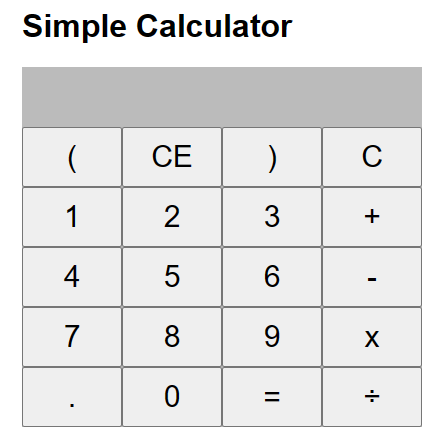 Simple Calculator
( CE ) C
1 2 3 +
4 5 6 -
7 8 9 x
. 0 = ÷